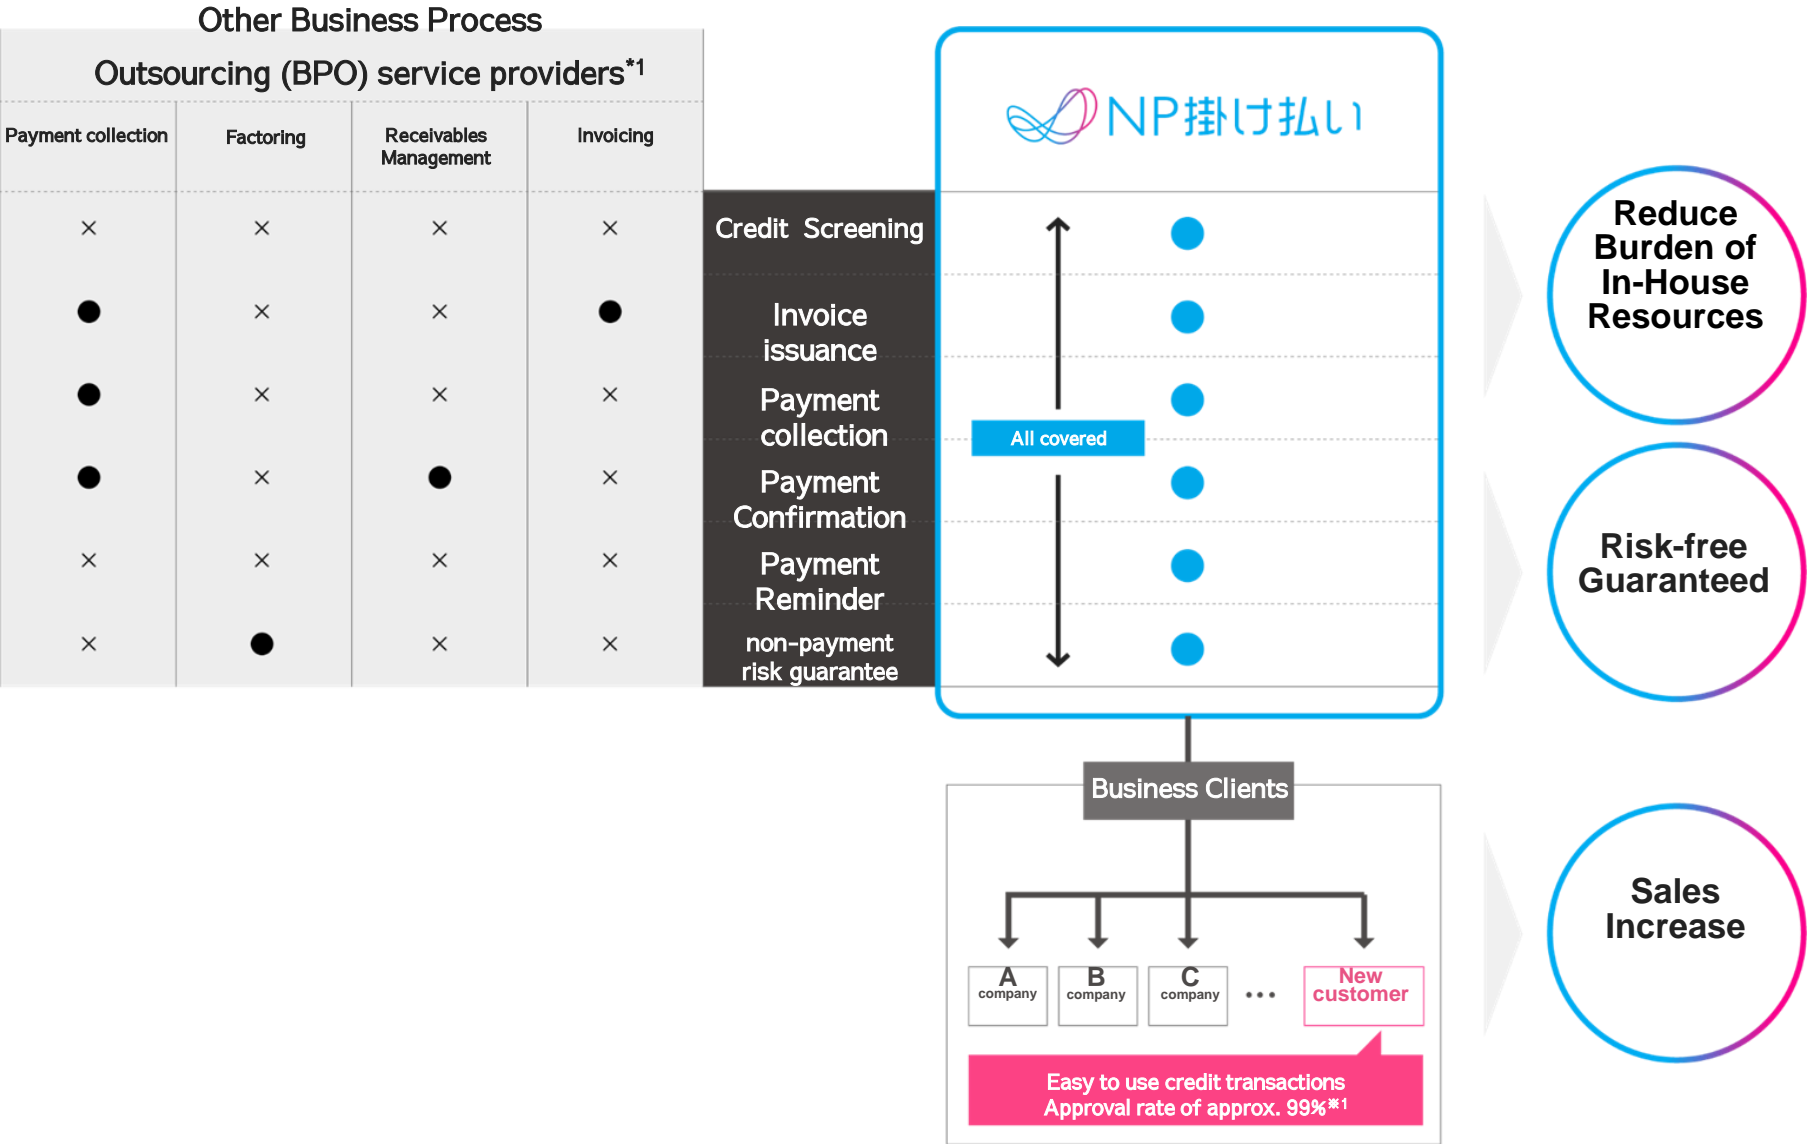 Other Business Process
Outsourcing (BPO) service providers*1
Payment collection
Factoring
Receivables
Management
Invoicing
NP掛け払い
× × × × Credit Screening
● × × ● Invoice
issuance
● × × × Payment
collection
All covered
● × ● × Payment
Confirmation
× × × × Payment
Reminder
× ● × × non-payment
risk guarantee
Reduce
Burden of
In-House
Resources
Risk-free
Guaranteed
Business Clients
A
company
B
company
C
company
•••
New
customer
Easy to use credit transactions
Approval rate of approx. 99%※1
Sales
Increase